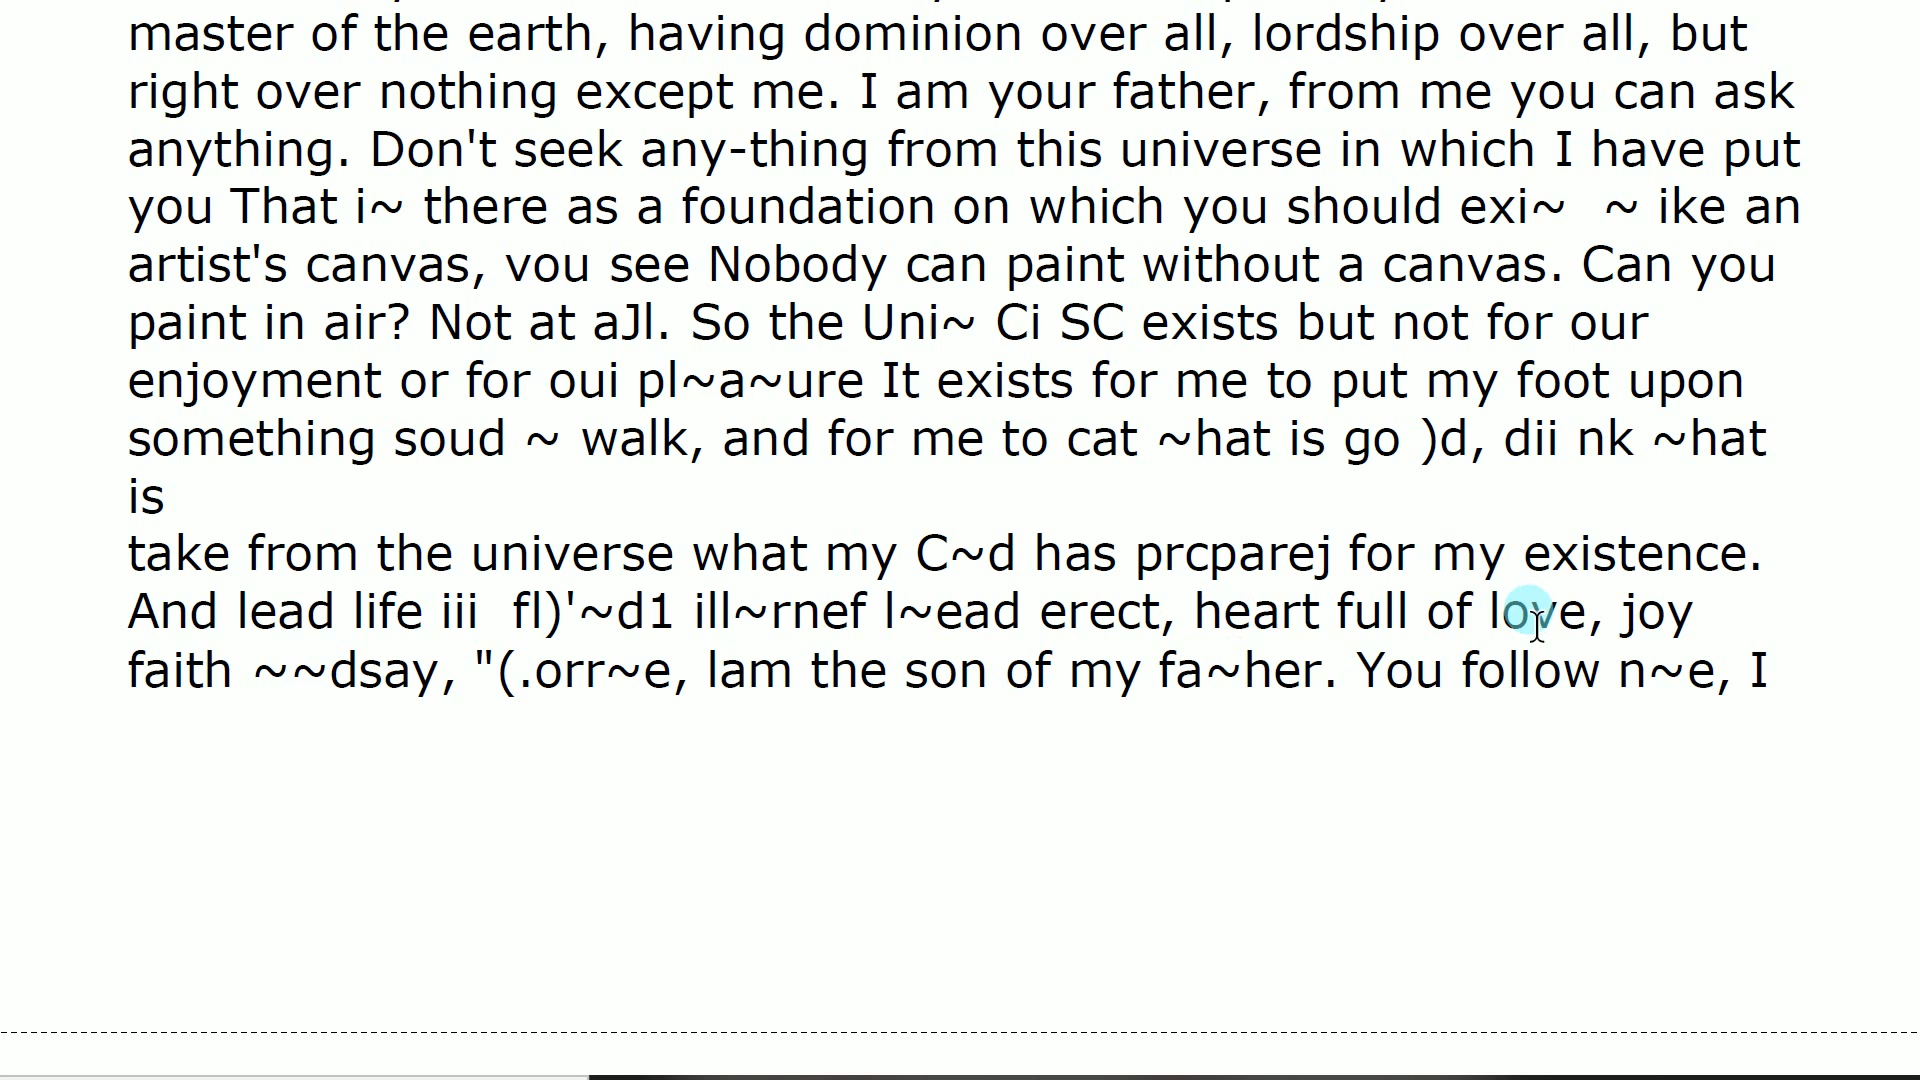 master of the earth, having dominion over all, lordship over all, but
right over nothing except me. I am your father, from me you can ask
anything. Don't seek any-thing from this universe in which I have put
you That i~ there as a foundation on which you should exi~  ~ ike an
artist's canvas, vou see Nobody can paint without a canvas. Can you
paint in air? Not at aJl. So the Uni~ Ci SC exists but not for our
enjoyment or for oui pl~a~ure It exists for me to put my foot upon
something soud ~ walk, and for me to cat ~hat is go )d, dii nk ~hat
is
take from the universe what my C~d has prcparej for my existence.
And lead life iii  fl)'~d1 ill~rnef l~ead erect, heart full of love, joy
faith ~~dsay, "(.orr~e, lam the son of my fa~her. You follow n~e, I